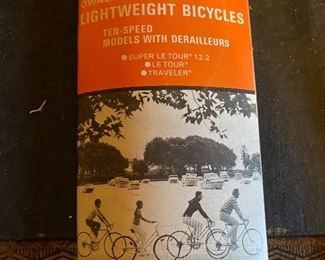 LIGHTWEIGHT BICYCLES
TEN-SPEED
MODELS WITH DERAILLEURS
● SUPER LE TOUR® 12.2
● LE TOUR®
● TRAVELER®